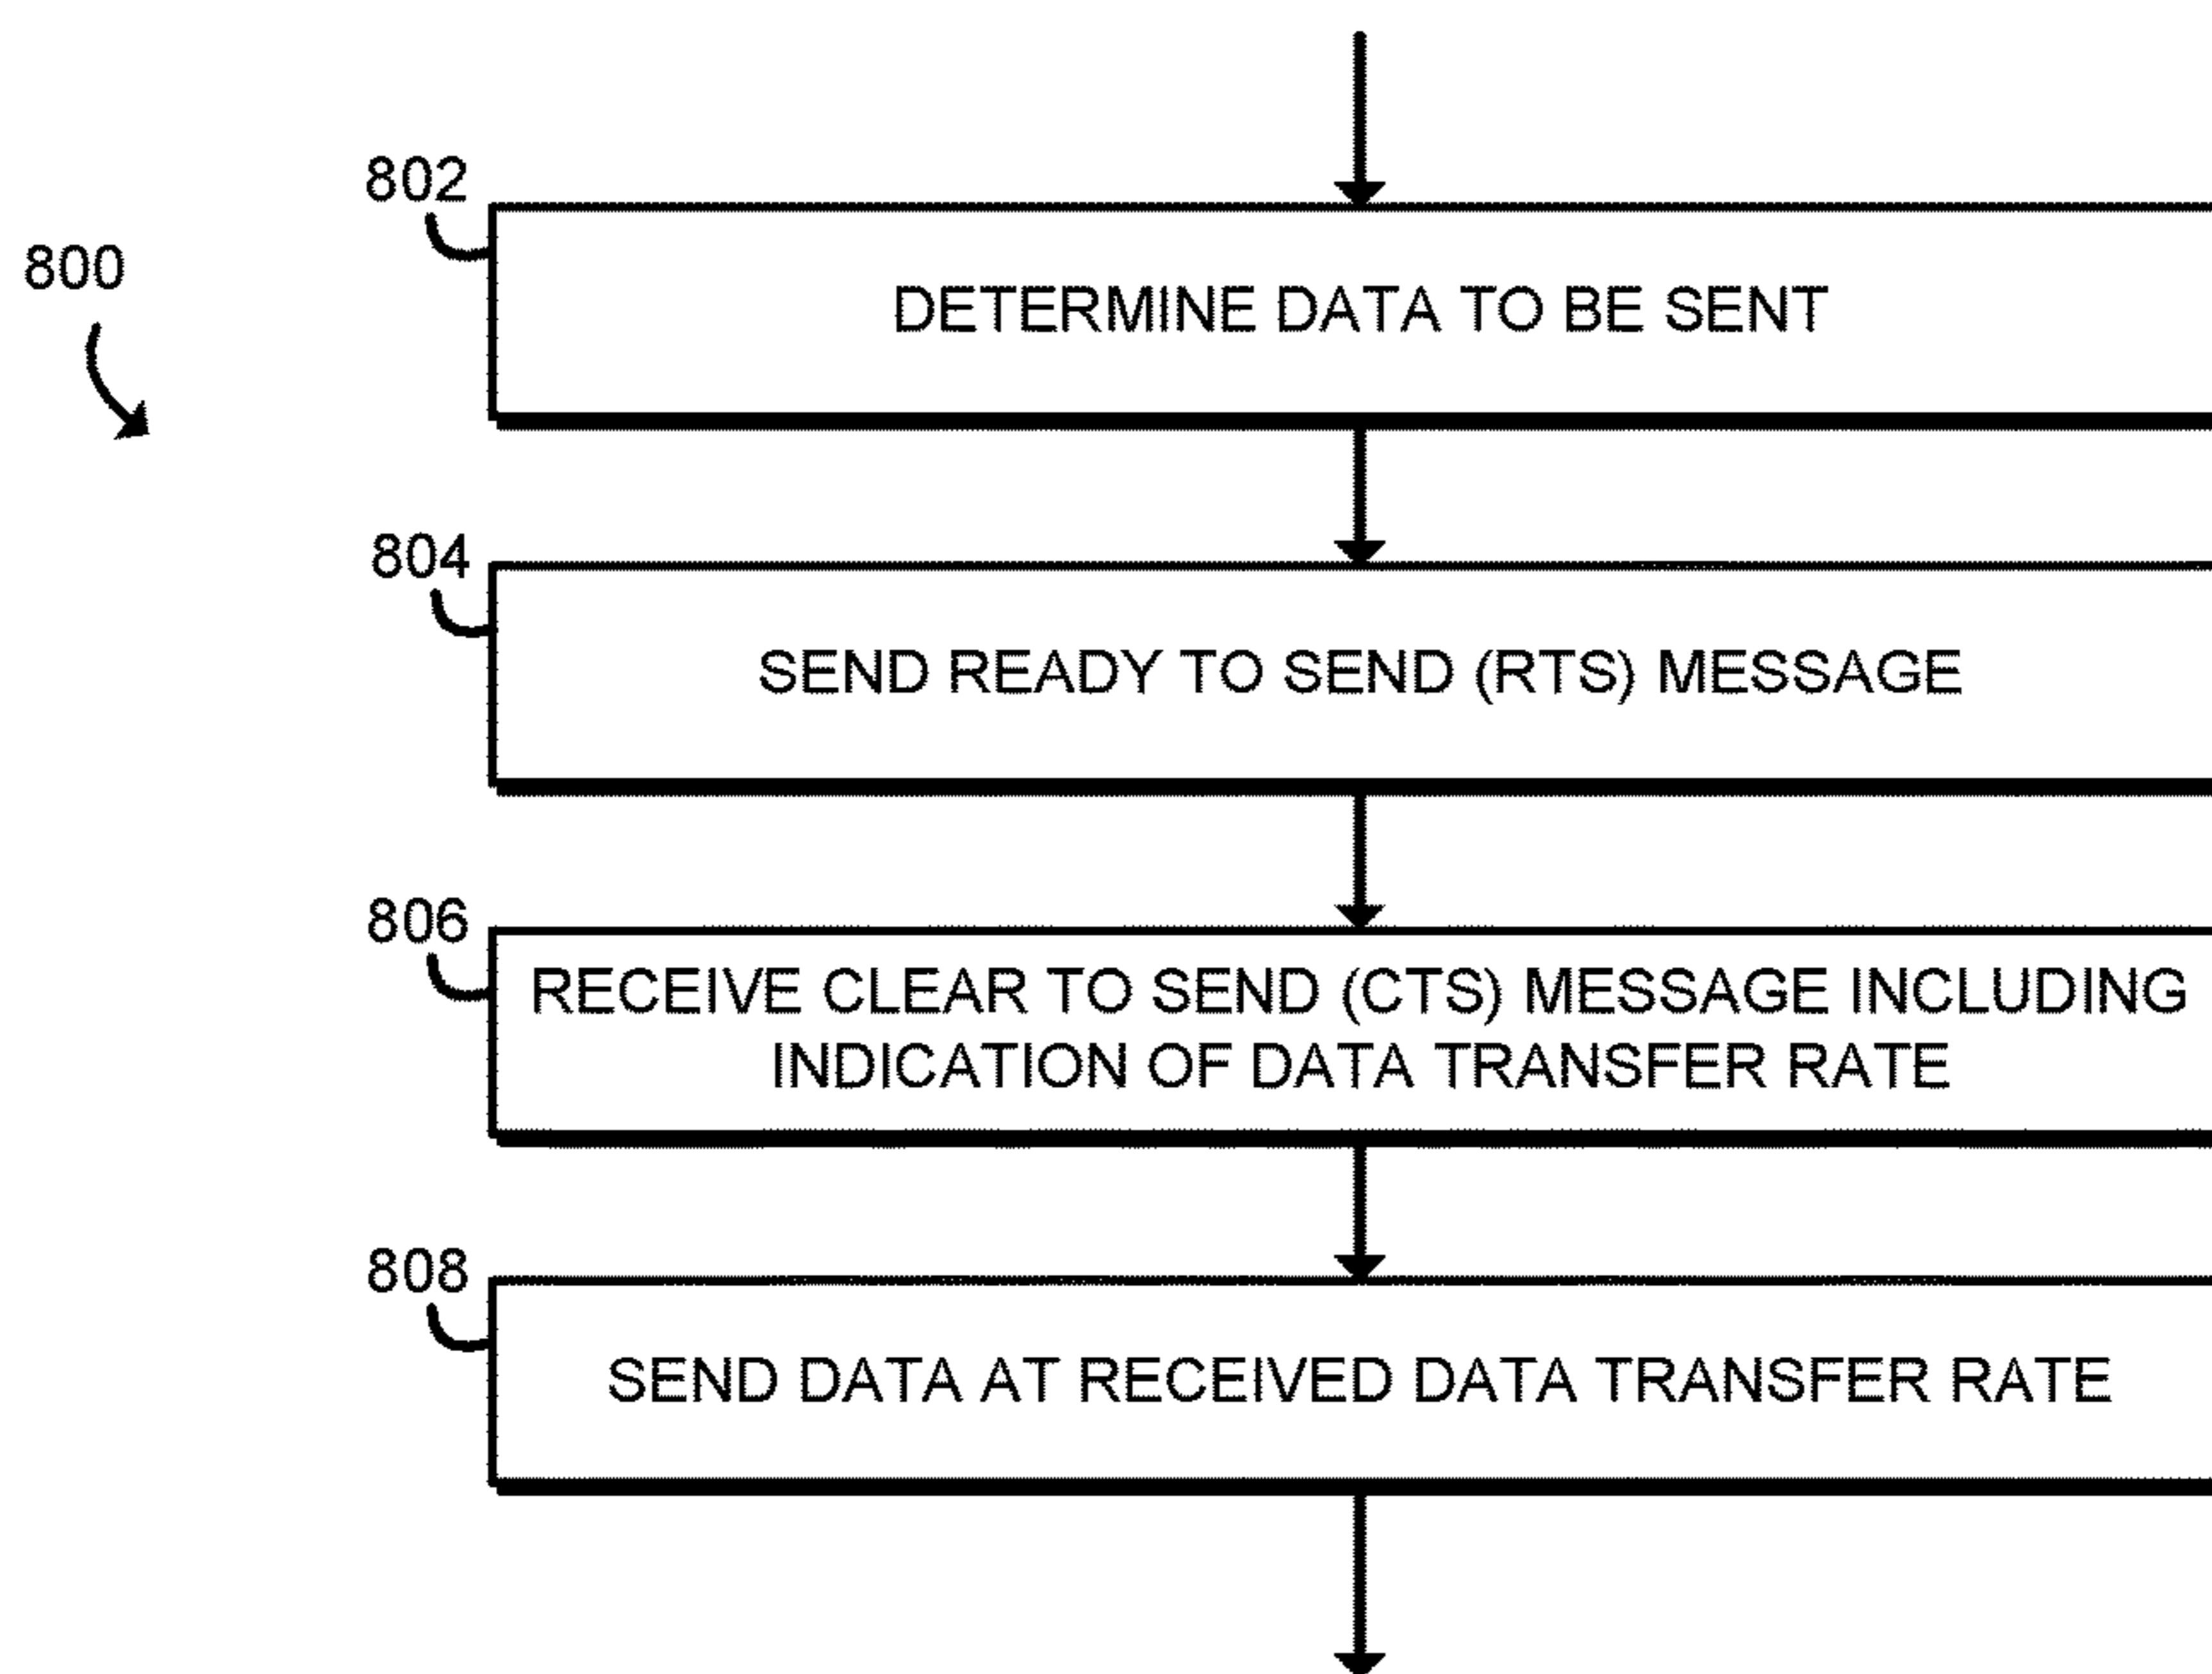 802
800
DETERMINE DATA TO BE SENT
804
SEND READY TO SEND (RTS) MESSAGE
806
RECEIVE CLEAR TO SEND (CTS) MESSAGE INCLUDING
INDICATION OF DATA TRANSFER RATE
808
SEND DATA AT RECEIVED DATA TRANSFER RATE